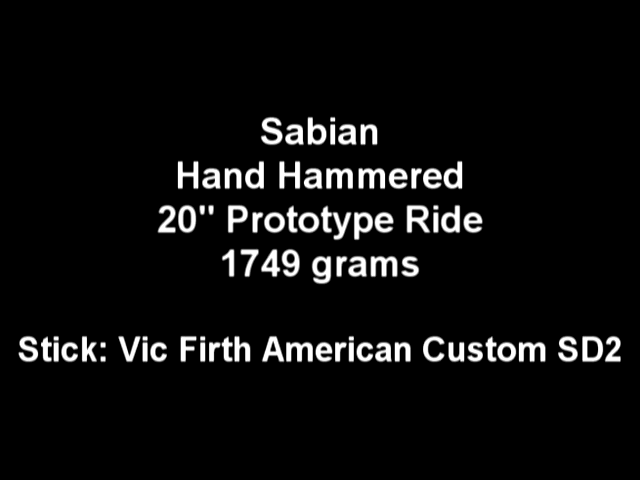 Sabian
Hand Hammered
20" Prototype Ride
1749 grams
Stick: Vic Firth American Custom SD2